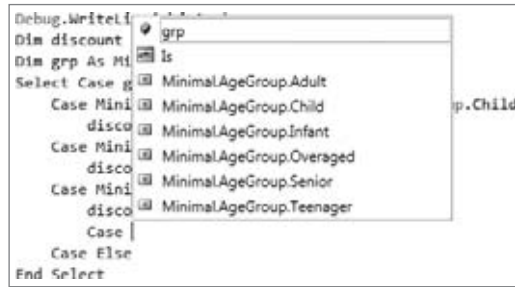 Debug.WriteLi
Dim discount
Dim grp As Mi
Select Case g
Case Mini p.Child
disco
Case Mini
disco
Case Mini
disco
Case
Case Else
End Select
grp
Is
Minimal.AgeGroup.Adult
Minimal.AgeGroup.Child
Minimal.AgeGroup.Infant
Minimal.AgeGroup.Overaged
Minimal.AgeGroup.Senior
Minimal.AgeGroup.Teenager